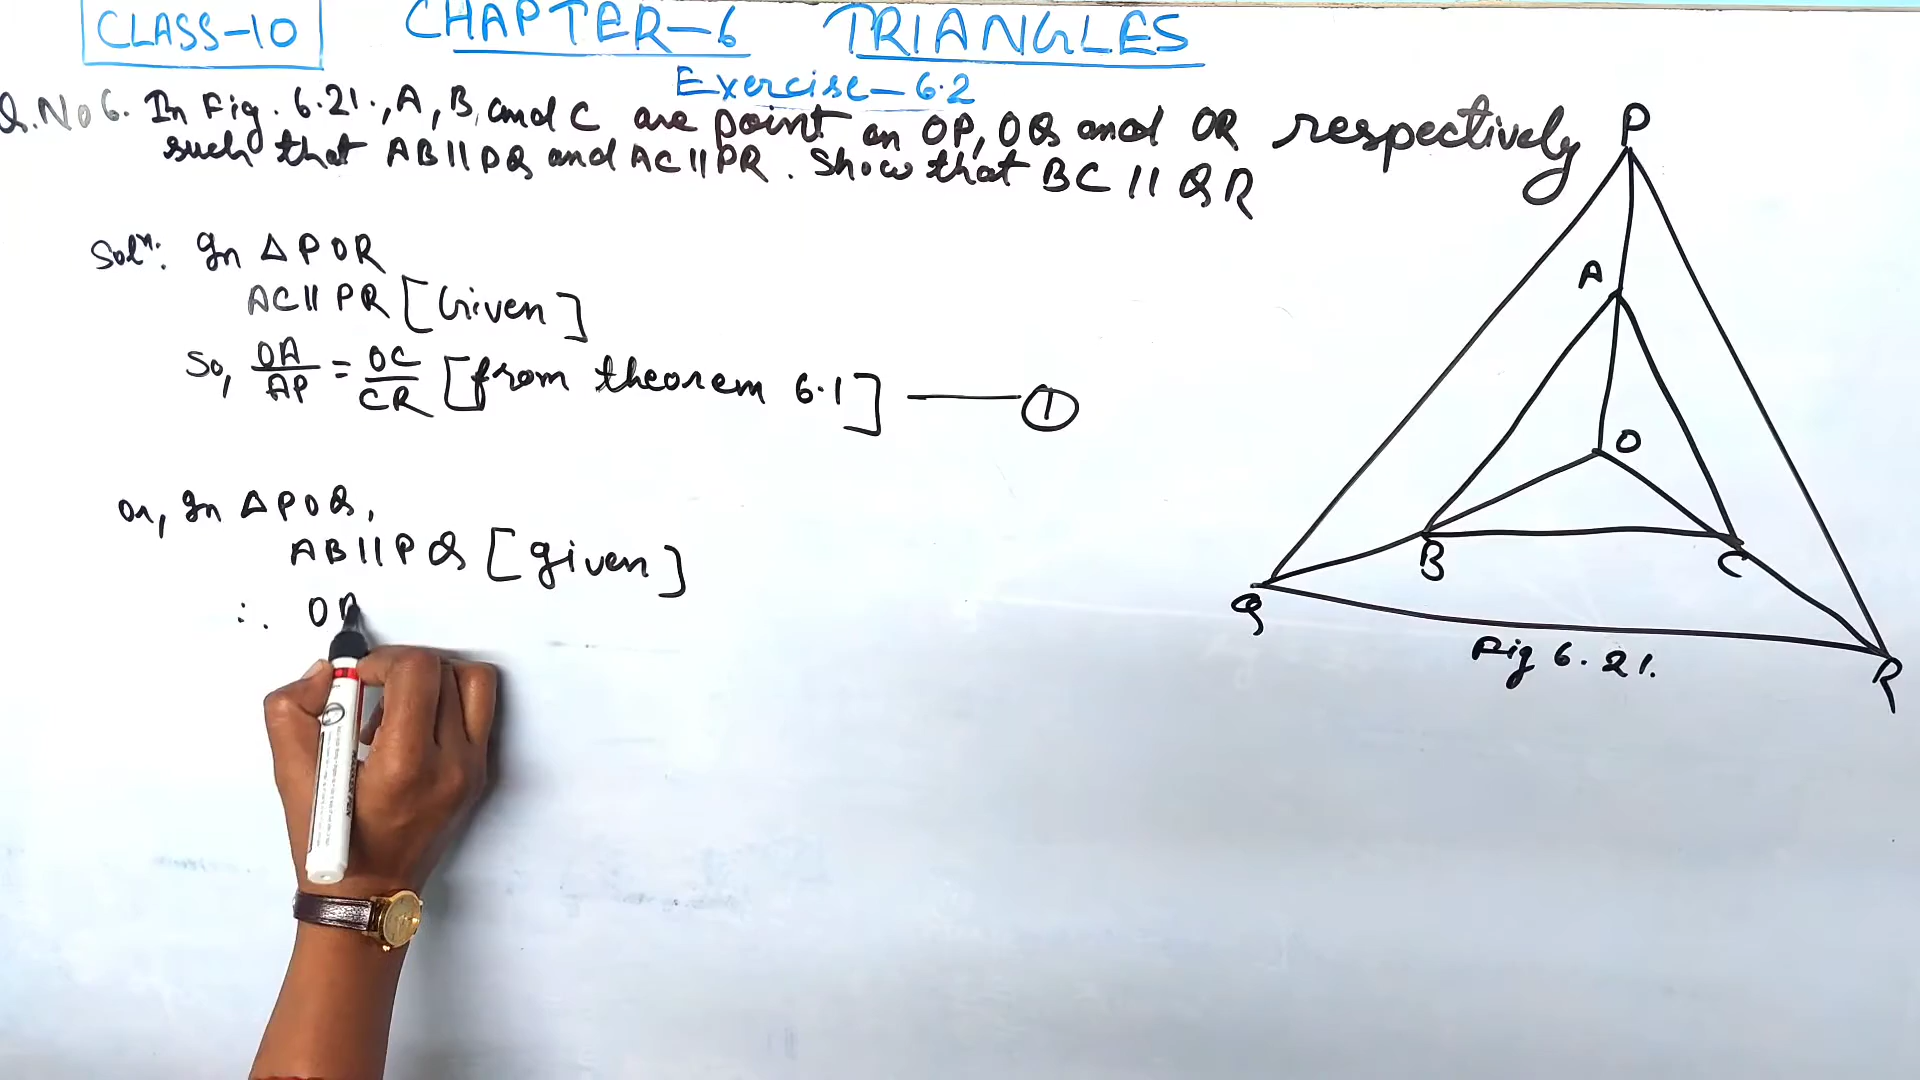 CLASS-10 CHAPTER-6 TRIANGLES
Exercise-6.2
Q.No 6. In Fig. 6.21., A, B, and C are point on OP, OQ and OR respectively
such that AB||PQ and AC||PR. Show that BC || QR
Solⁿ: In △POR
AC|| PR [Given]
So, OA/AP = OC/CR [from theorem 6.1] —— ①
or, In △POQ,
AB||PQ [given]
∴ OA
P
A
O
B
C
Q
R
Fig 6.21.